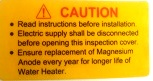 ⚠ CAUTION
• Read instructions before installation.
• Electric supply shall be disconnected
before opening this inspection cover.
• Ensure replacement of Magnesium
Anode every year for longer life of
Water Heater.